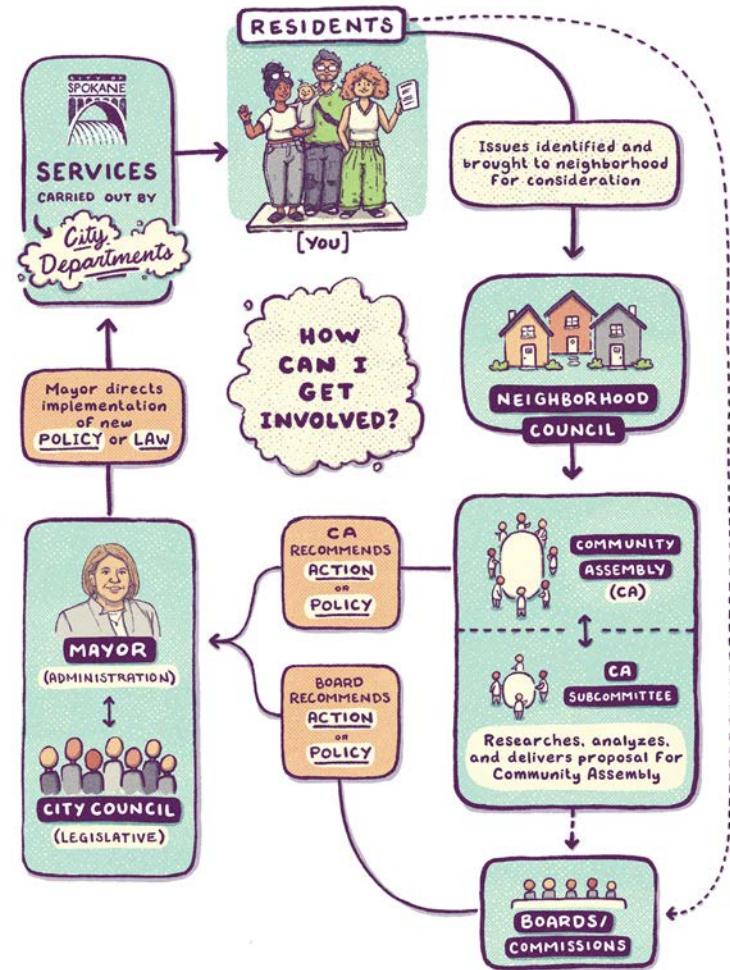 RESIDENTS
[YOU]
Issues identified and
brought to neighborhood
for consideration
NEIGHBORHOOD
COUNCIL
COMMUNITY
ASSEMBLY
(CA)
CA
SUBCOMMITTEE
Researches, analyzes,
and delivers proposal for
Community Assembly
BOARDS/
COMMISSIONS
CA
RECOMMENDS
ACTION
OR
POLICY
BOARD
RECOMMENDS
ACTION
OR
POLICY
MAYOR
(ADMINISTRATION)
CITY COUNCIL
(LEGISLATIVE)
Mayor directs
implementation
of new
POLICY or LAW
CITY OF
SPOKANE
SERVICES
CARRIED OUT BY
City
Departments
HOW
CAN I
GET
INVOLVED?